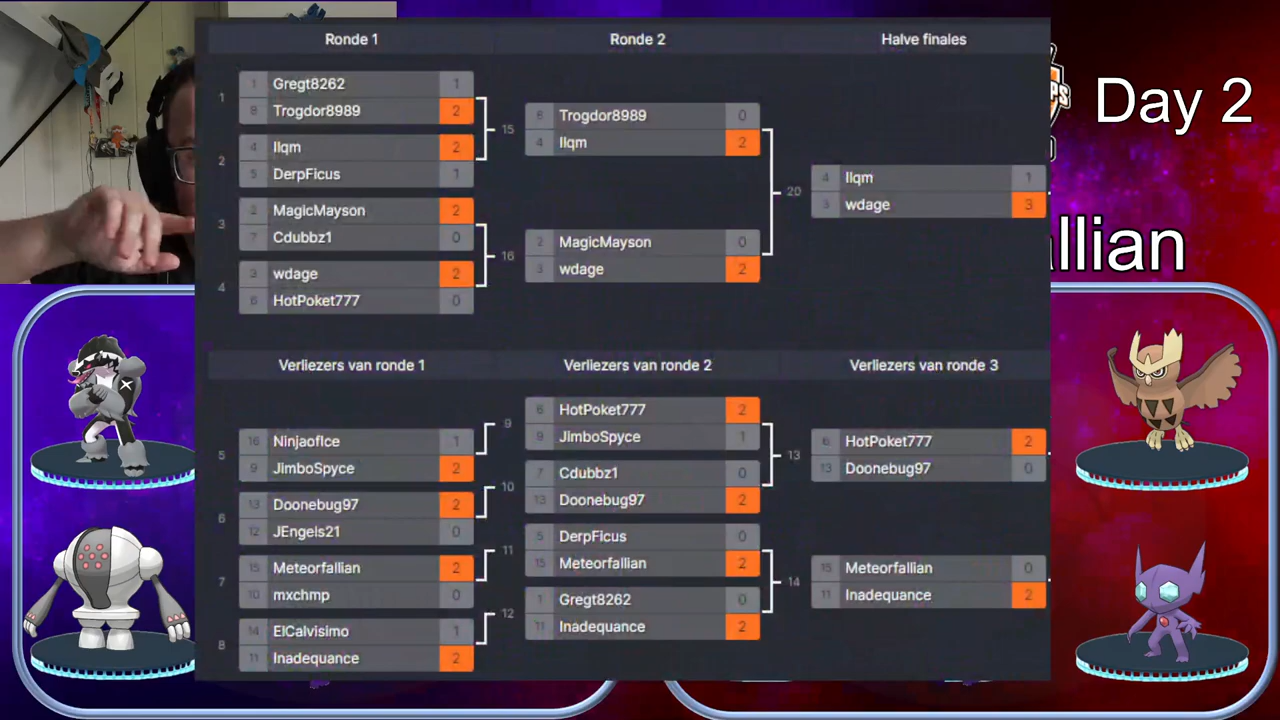 Ronde 1
Ronde 2
Halve finales
1
1 Gregt8262 1
8 Trogdor8989 2
2
4 Ilqm 2
5 DerpFicus 1
3
2 MagicMayson 2
7 Cdubbz1 0
4
3 wdage 2
6 HotPoket777 0
15
Trogdor8989 0
4 Ilqm 2
16
2 MagicMayson 0
3 wdage 2
20
4 Ilqm 1
3 wdage 3
Day 2
allian
Verliezers van ronde 1
Verliezers van ronde 2
Verliezers van ronde 3
5
16 NinjaofIce 1
9 JimboSpyce 2
6
13 Doonebug97 2
12 JEngels21 0
7
15 Meteorfallian 2
10 mxchmp 0
8
14 ElCalvisimo 1
11 Inadequance 2
9
6 HotPoket777 2
9 JimboSpyce 1
10
7 Cdubbz1 0
13 Doonebug97 2
11
5 DerpFicus 0
15 Meteorfallian 2
12
1 Gregt8262 0
11 Inadequance 2
13
6 HotPoket777 2
13 Doonebug97 0
14
15 Meteorfallian 0
11 Inadequance 2